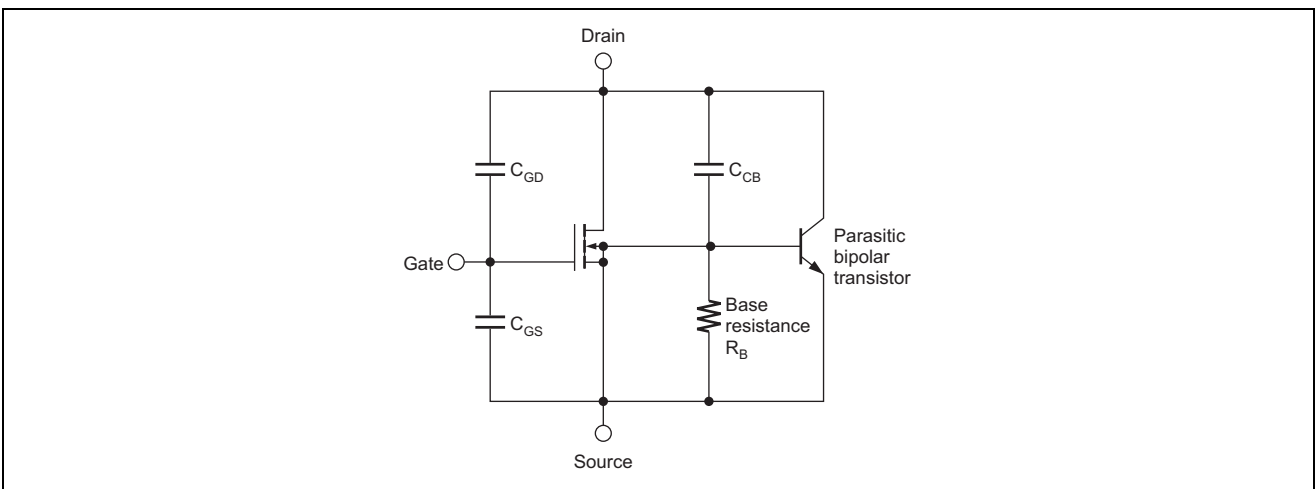 Drain
C_GD
C_CB
Gate
Parasitic
bipolar
transistor
C_GS
Base
resistance
R_B
Source